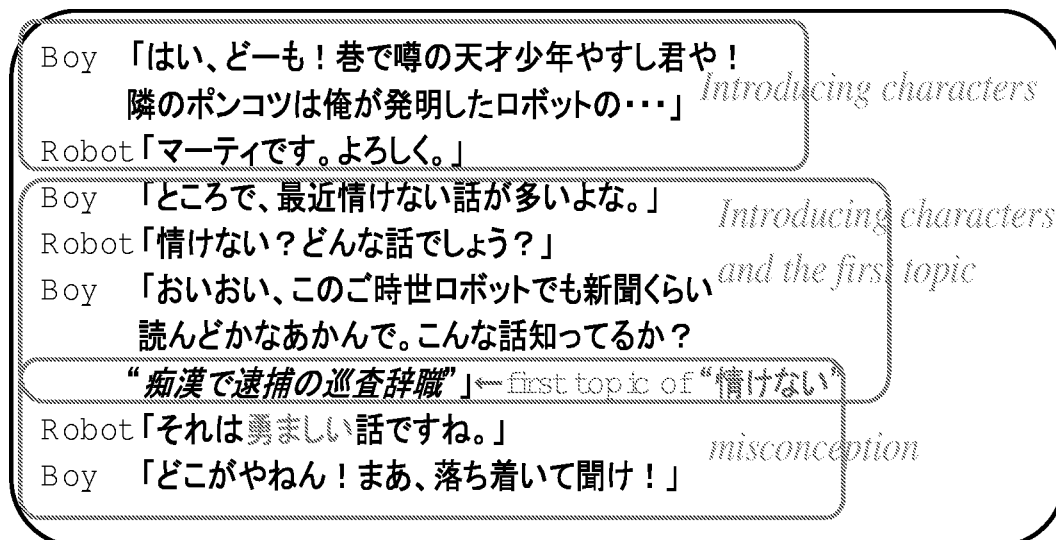 Boy 「はい、どーも！巷で噂の天才少年やすし君や！
隣のポンコツは俺が発明したロボットの・・・」
Introducing characters
Robot「マーティです。よろしく。」
Boy 「ところで、最近情けない話が多いよな。」
Robot「情けない？どんな話でしょう？」
Introducing characters
and the first topic
Boy 「おいおい、このご時世ロボットでも新聞くらい
読んどかなあかんで。こんな話知ってるか？
“痴漢で逮捕の巡査辞職”」←first topic of “情けない”
Robot「それは勇ましい話ですね。」
misconception
Boy 「どこがやねん！まあ、落ち着いて聞け！」